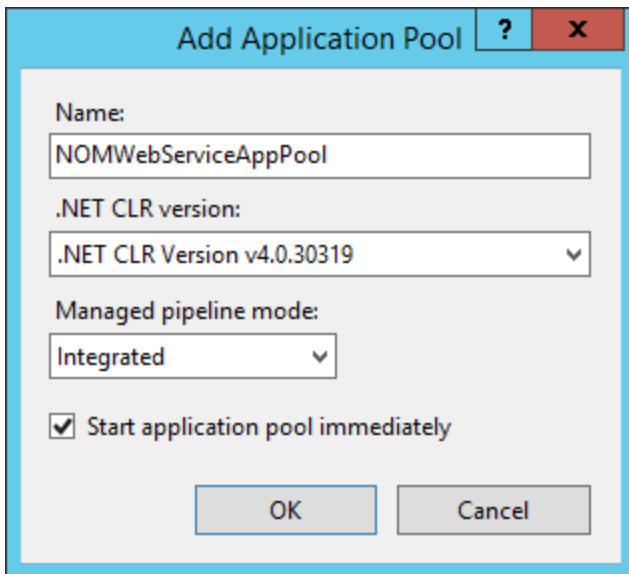 Add Application Pool ? x
Name:
NOMWebServiceAppPool
.NET CLR version:
.NET CLR Version v4.0.30319
Managed pipeline mode:
Integrated
Start application pool immediately
OK Cancel